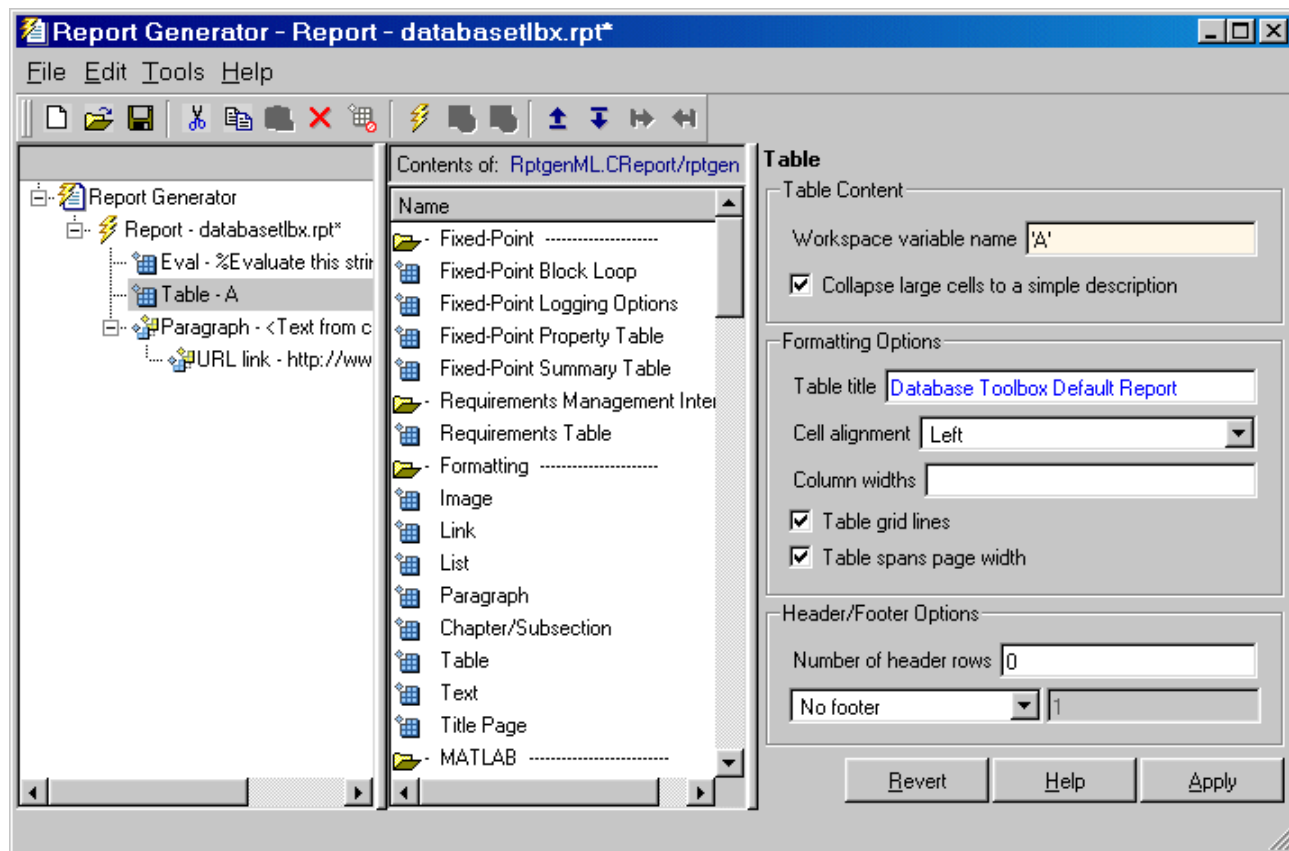 Report Generator - Report - databasetlbx.rpt*
File Edit Tools Help
Report Generator
Report - databasetlbx.rpt*
Eval - %Evaluate this strin
Table - A
Paragraph - <Text from c
URL link - http://ww
Contents of: RptgenML.CReport/rptgen
Name
- Fixed-Point --------------------
Fixed-Point Block Loop
Fixed-Point Logging Options
Fixed-Point Property Table
Fixed-Point Summary Table
- Requirements Management Inter
Requirements Table
- Formatting --------------------
Image
Link
List
Paragraph
Chapter/Subsection
Table
Text
Title Page
- MATLAB ------------------------
Table
Table Content
Workspace variable name 'A'
Collapse large cells to a simple description
Formatting Options
Table title Database Toolbox Default Report
Cell alignment Left
Column widths
Table grid lines
Table spans page width
Header/Footer Options
Number of header rows 0
No footer 1
Revert Help Apply